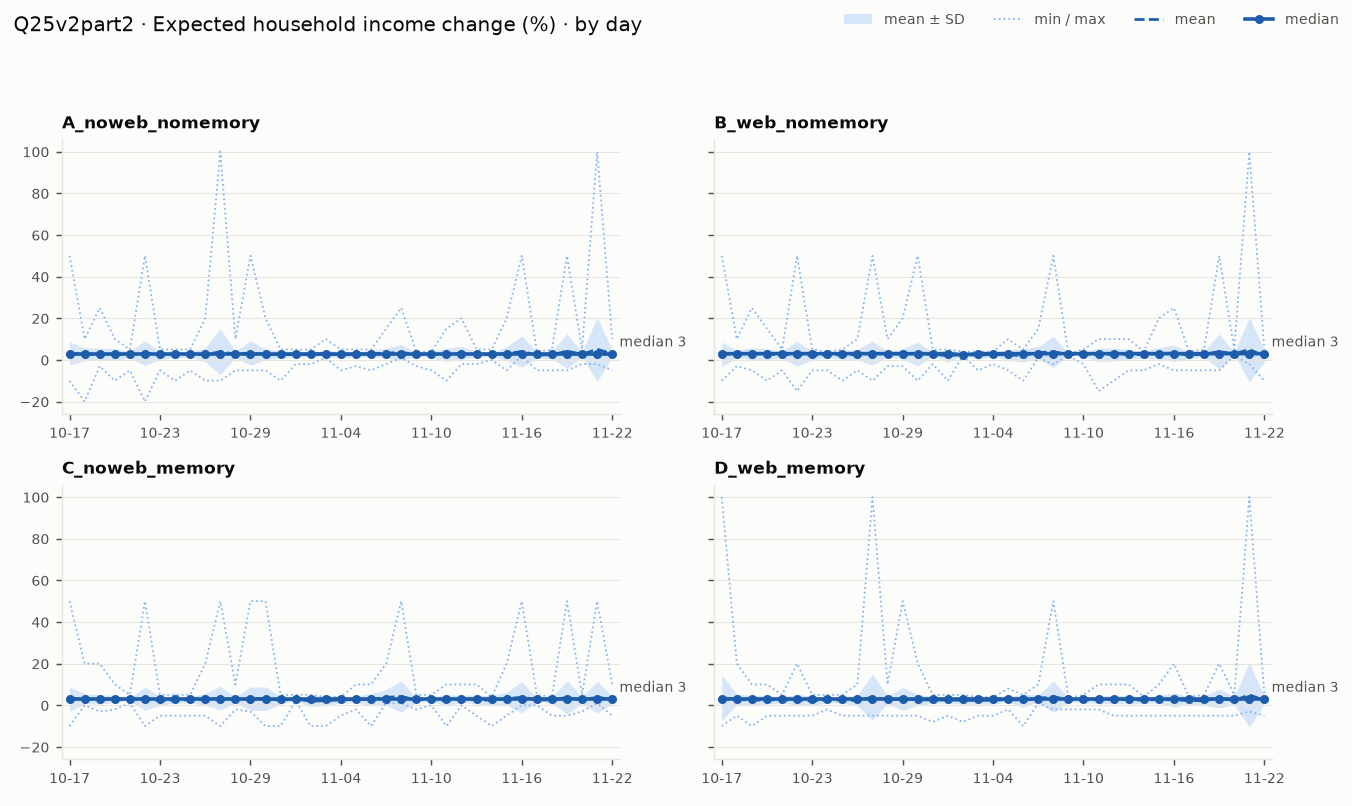 Q25v2part2 · Expected household income change (%) · by day
mean ± SD min / max mean median
A_noweb_nomemory
100
80
60
40
20
0
−20
median 3
10-17 10-23 10-29 11-04 11-10 11-16 11-22
B_web_nomemory
median 3
10-17 10-23 10-29 11-04 11-10 11-16 11-22
C_noweb_memory
100
80
60
40
20
0
−20
median 3
10-17 10-23 10-29 11-04 11-10 11-16 11-22
D_web_memory
median 3
10-17 10-23 10-29 11-04 11-10 11-16 11-22